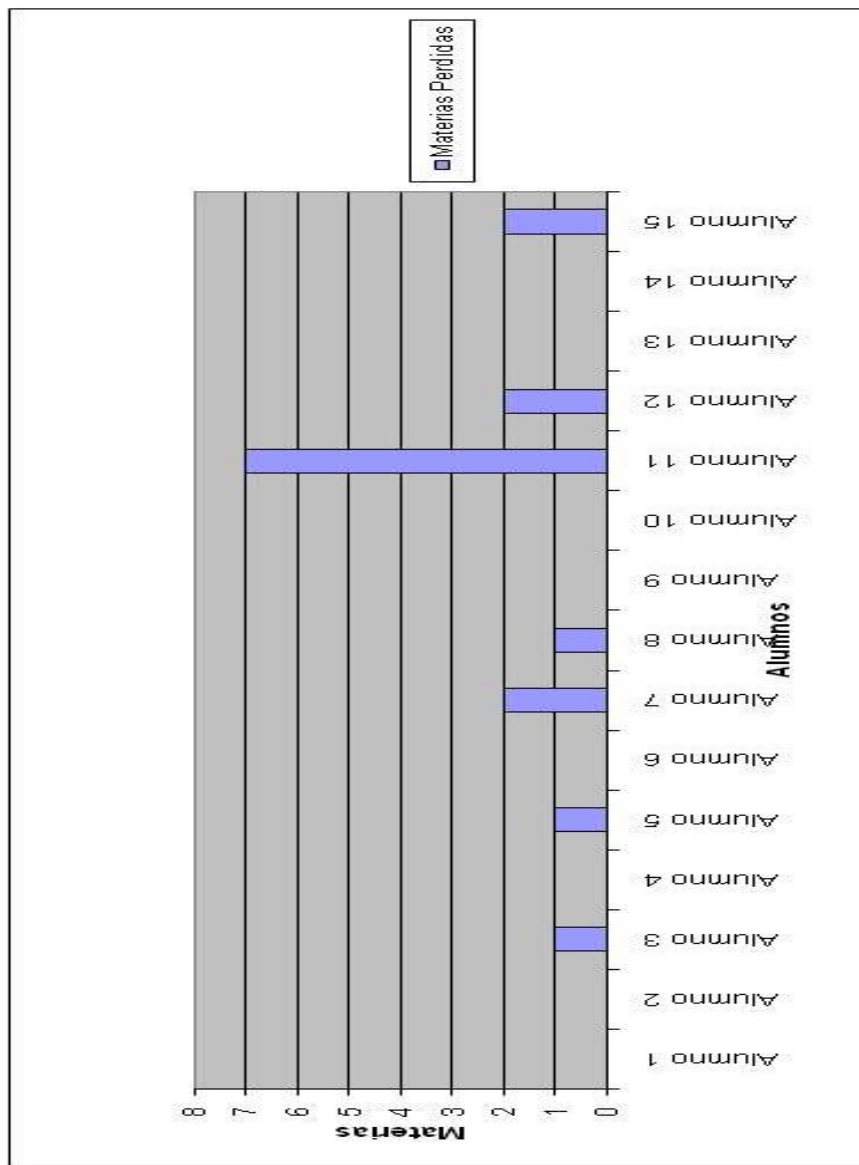 Materias Perdidas
Materias
8
7
6
5
4
3
2
1
0
Alumno 1
Alumno 2
Alumno 3
Alumno 4
Alumno 5
Alumno 6
Alumno 7
Alumno 8
Alumno 9
Alumno 10
Alumno 11
Alumno 12
Alumno 13
Alumno 14
Alumno 15
Alumnos